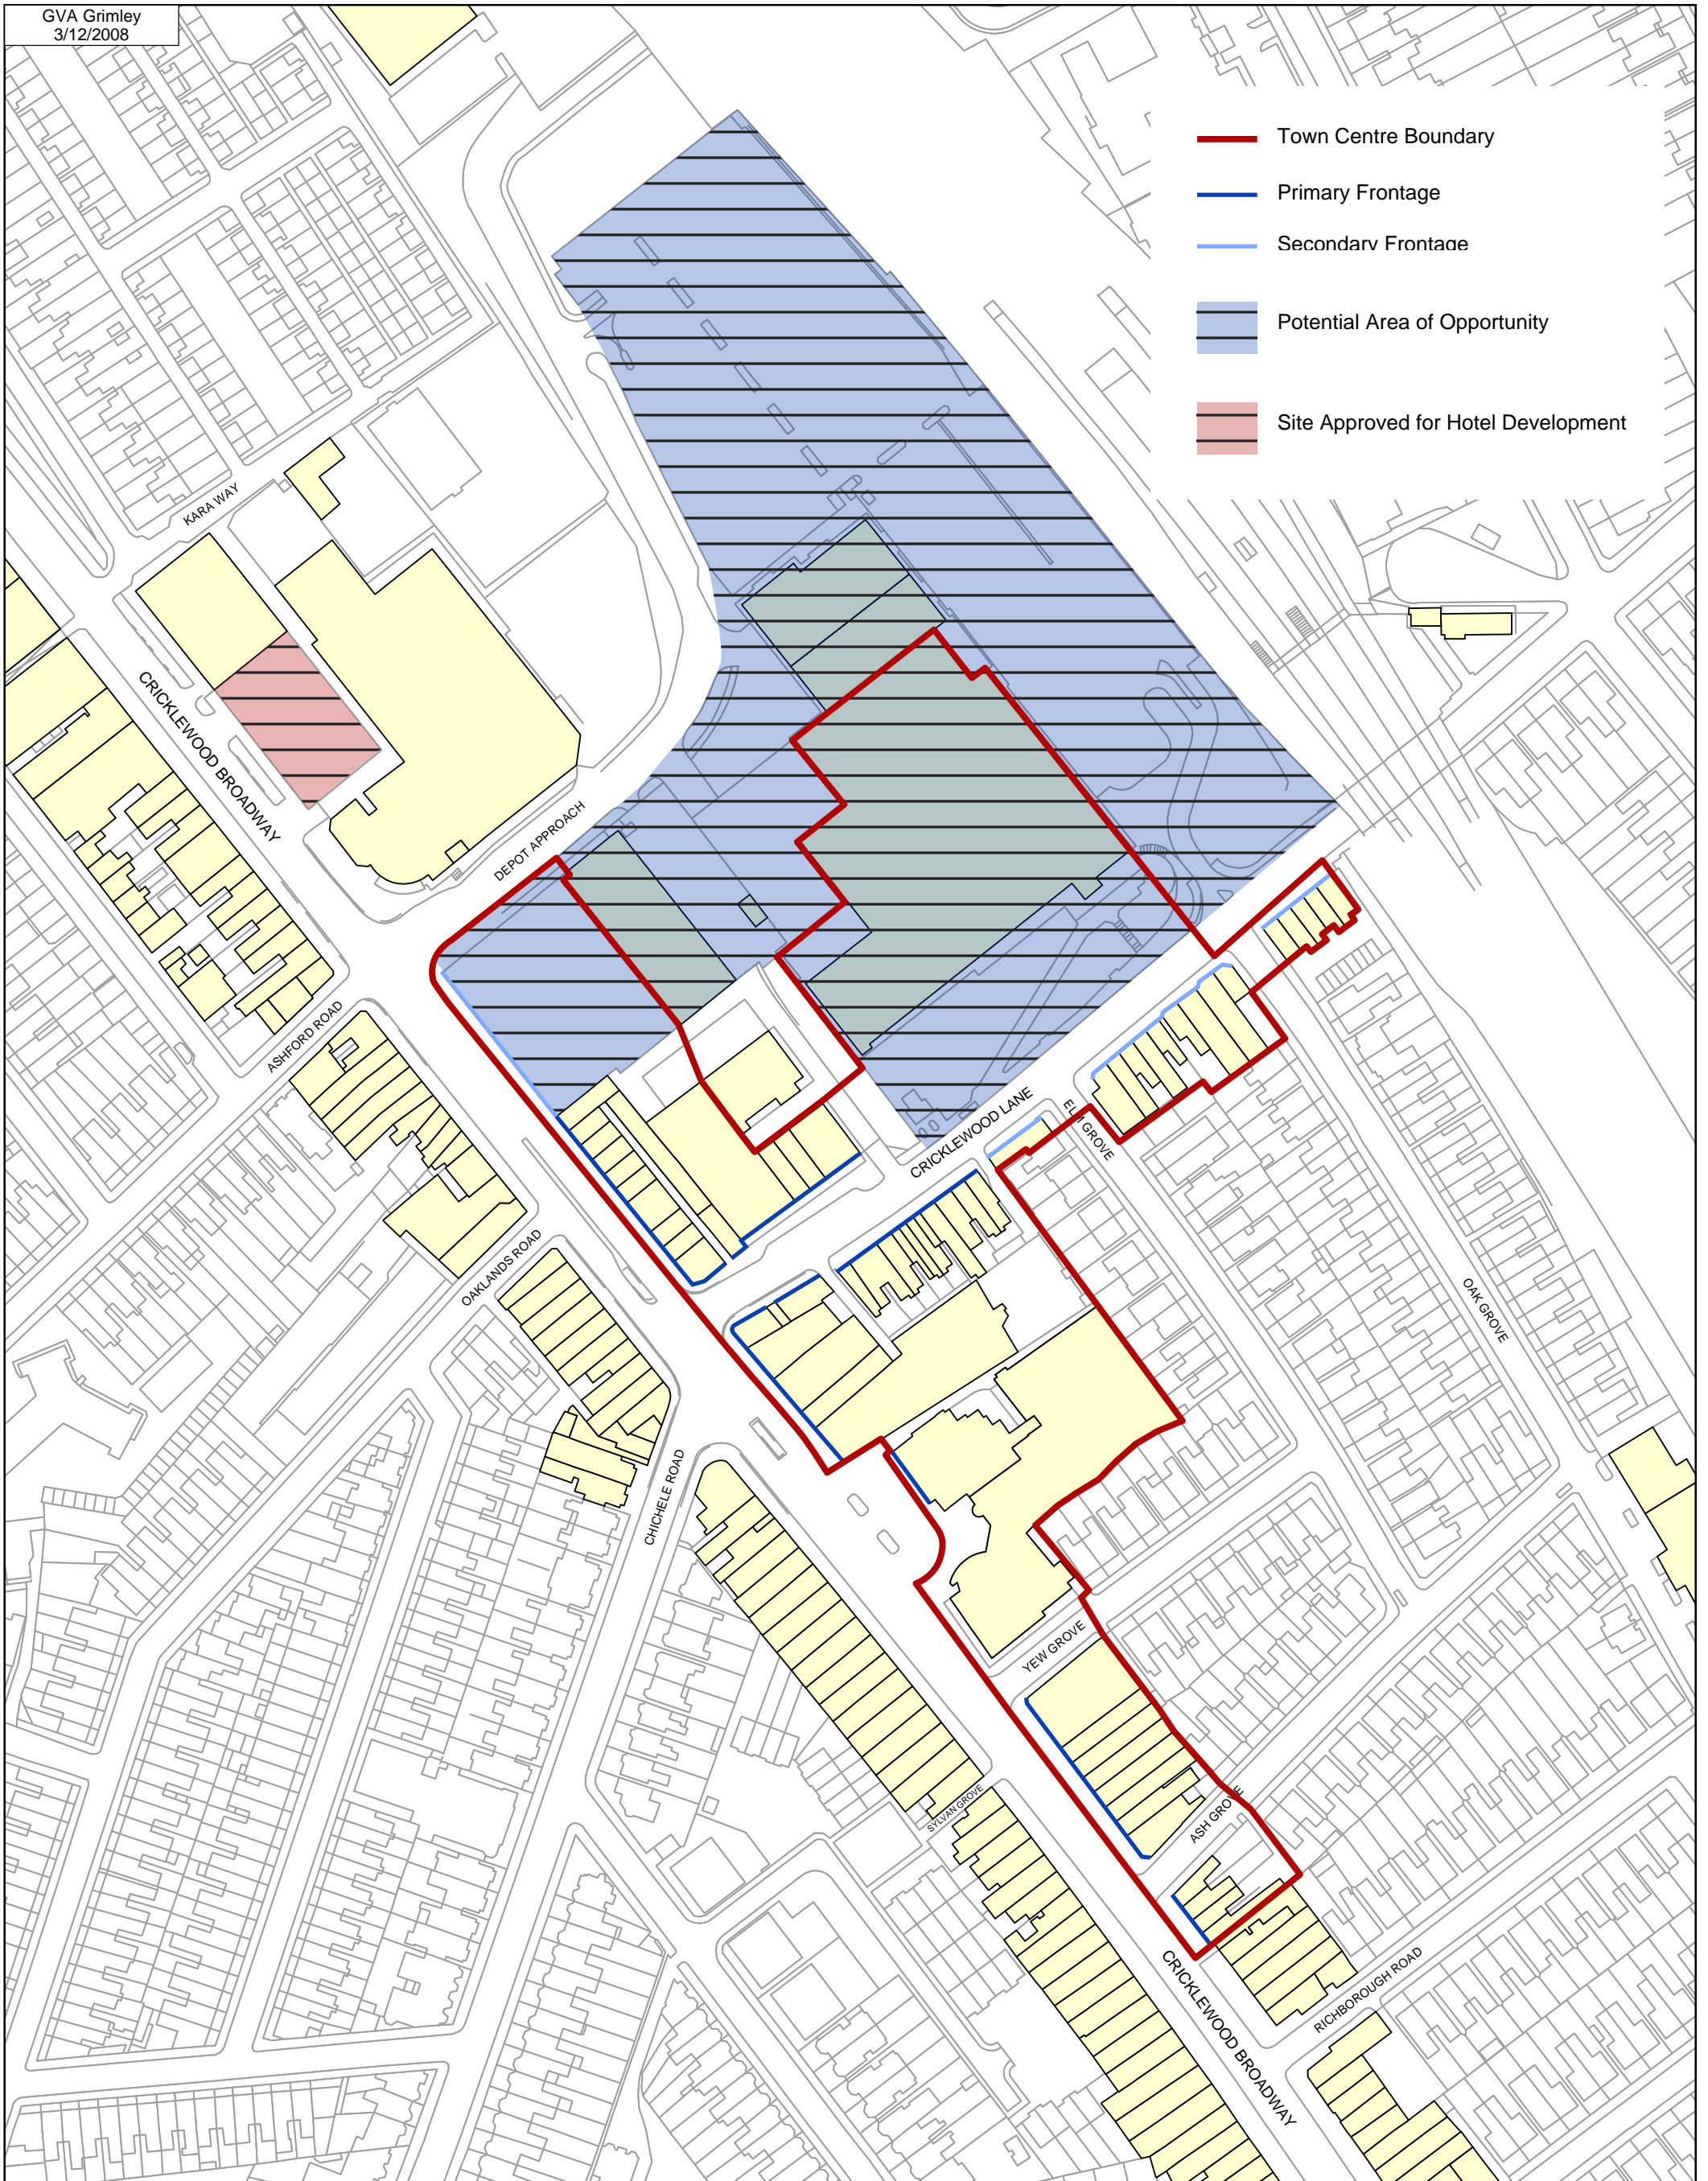 GVA Grimley
3/12/2008
Town Centre Boundary
Primary Frontage
Secondary Frontage
Potential Area of Opportunity
Site Approved for Hotel Development
KARA WAY
CRICKLEWOOD BROADWAY
DEPOT APPROACH
ASHFORD ROAD
CRICKLEWOOD LANE
ELM GROVE
OAKLANDS ROAD
OAK GROVE
CHICHELE ROAD
YEW GROVE
SYLVAN GROVE
ASH GROVE
CRICKLEWOOD BROADWAY
RICHBOROUGH ROAD